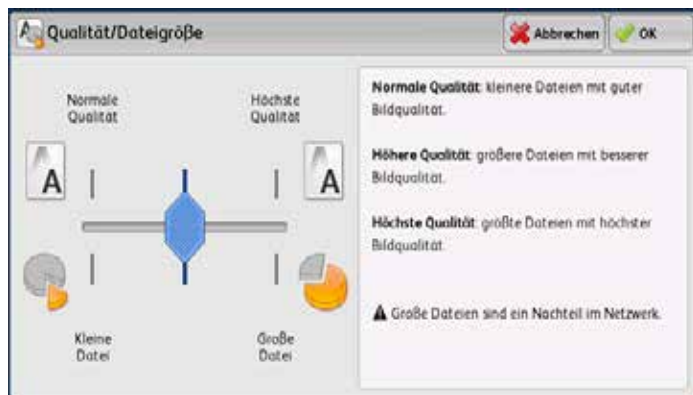 Qualität/Dateigröße
Abbrechen
OK
Normale
Qualität
Höchste
Qualität
A
A
Kleine
Datei
Große
Datei
Normale Qualität: kleinere Dateien mit guter
Bildqualität.
Höhere Qualität: größere Dateien mit besserer
Bildqualität.
Höchste Qualität: größte Dateien mit höchster
Bildqualität.
Große Dateien sind ein Nachteil im Netzwerk.